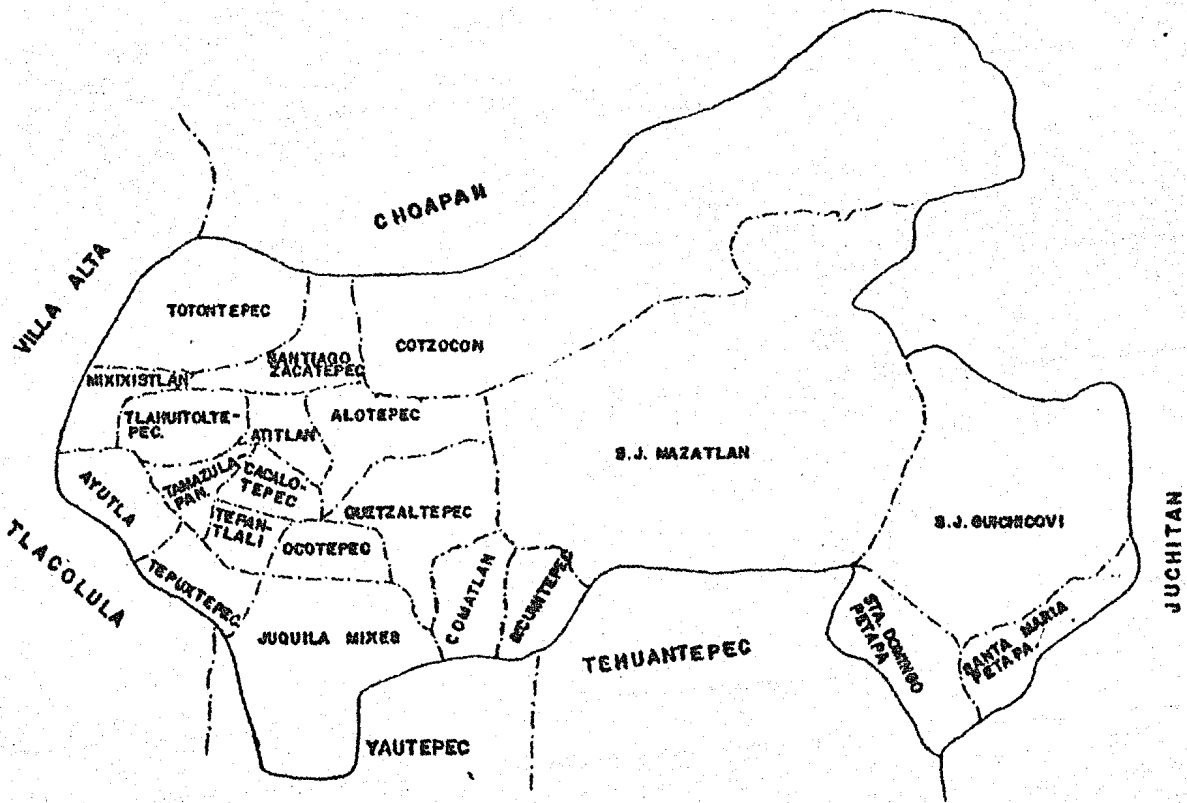 CHOAPAM
VILLA ALTA
TOTONTEPEC
COTZOCON
SANTIAGO
ZACATEPEC
MIXIXISTLAN
TLAHUITOLTE-
PEC.
ALOTEPEC
ATITLAN
S.J. MAZATLAN
TAMAZULA
PAN.
CACALO-
TEPEC
AYUTLA
QUETZALTEPEC
S.J. GUICHICOVI
ITEPAN-
TLALI
OCOTEPEC
JUCHITAN
TLACOLULA
TEPUXTEPEC
COMATLAN
JUQUILA MIXES
STA. DOMINGO
PETAPA
SANTA MARIA
PETAPA
TEHUANTEPEC
YAUTEPEC